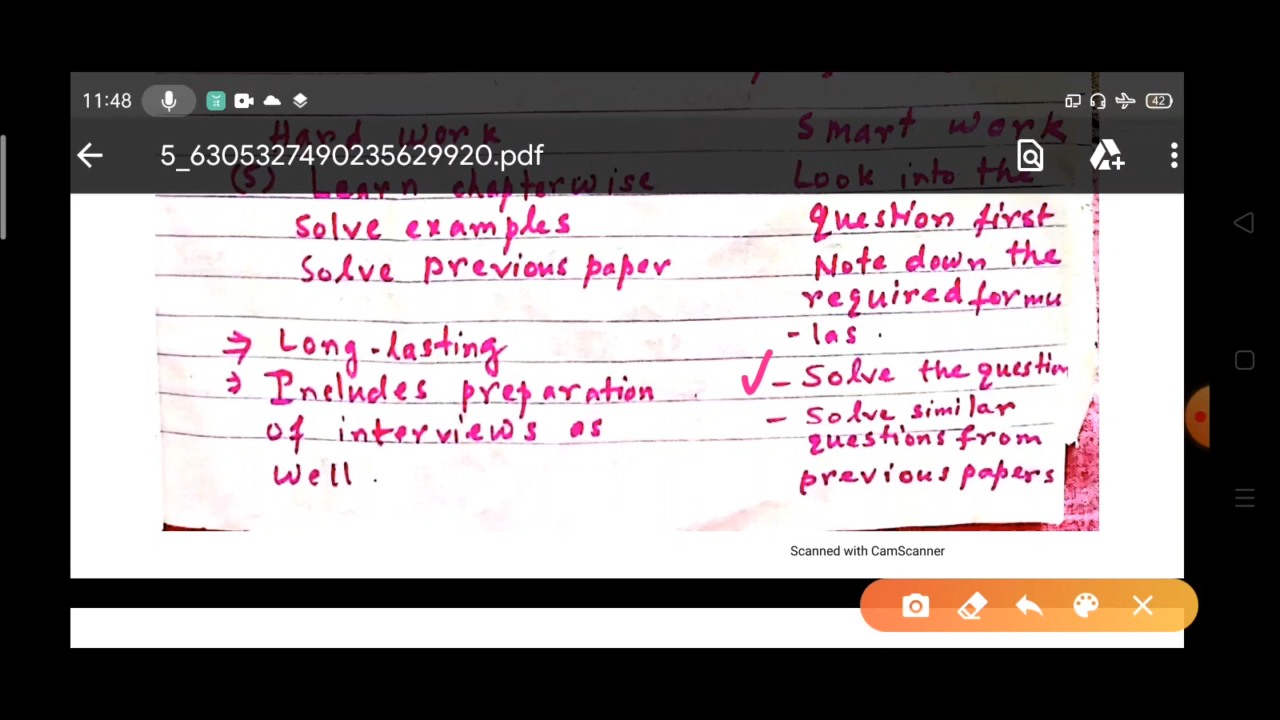 11:48
42
5_6305327490235629920.pdf
Hard work
Smart work
(5) Learn chapterwise
Look into the
Solve examples
question first
Solve previous paper
Note down the
required formu
- las .
⇒ Long-lasting
✓ - Solve the question
⇒ Includes preparation
- Solve similar
of interviews as
questions from
well .
previous papers
Scanned with CamScanner